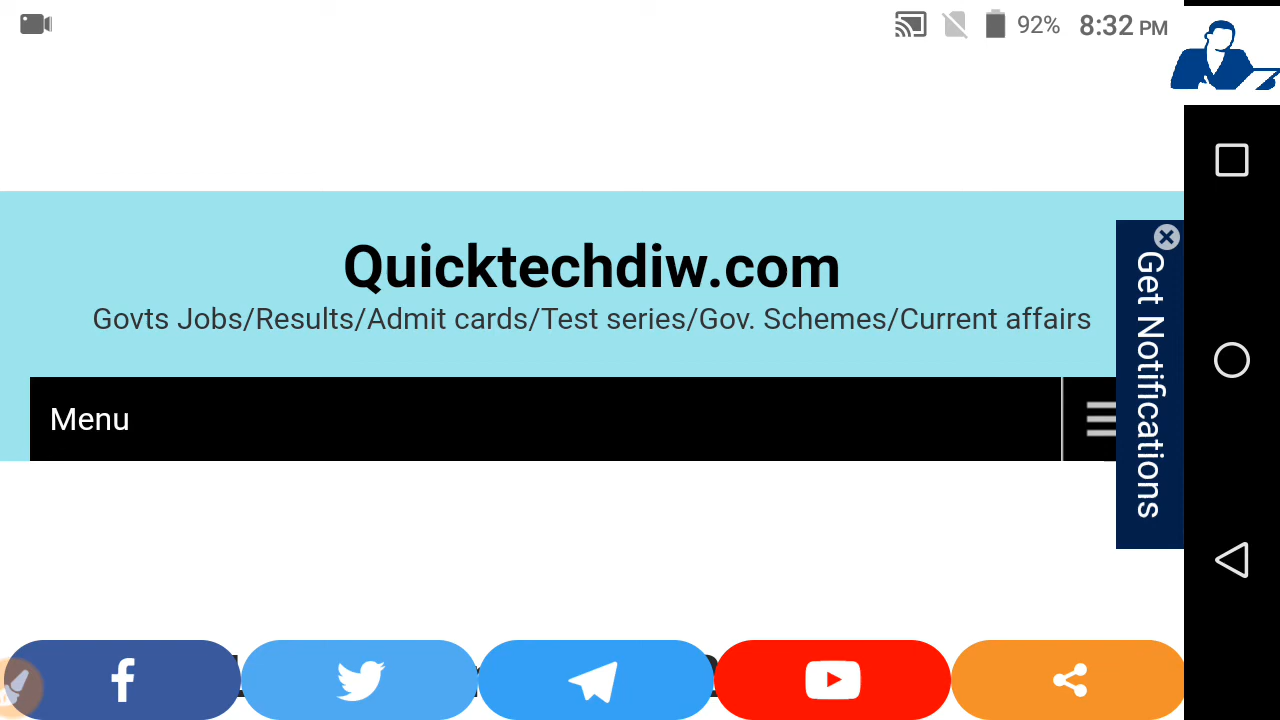 92% 8:32 PM
Quicktechdiw.com
Govts Jobs/Results/Admit cards/Test series/Gov. Schemes/Current affairs
Menu
Get Notifications